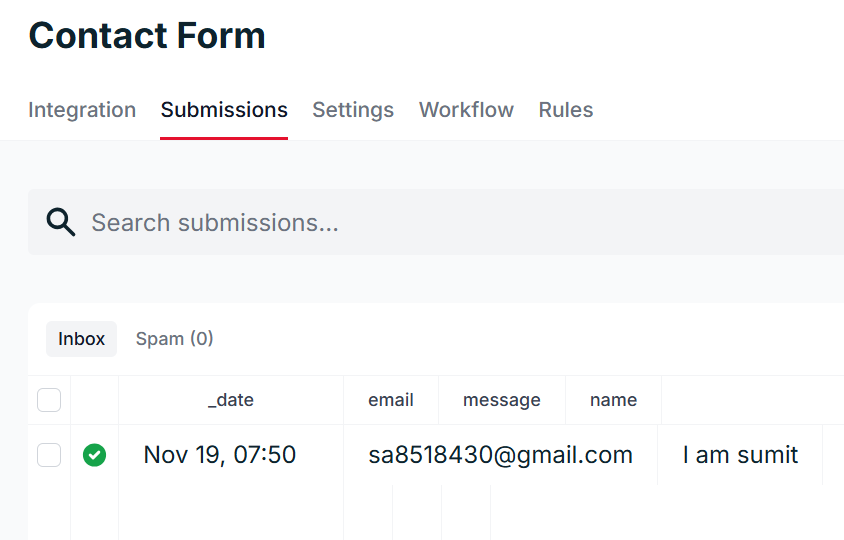 Contact Form
Integration Submissions Settings Workflow Rules
Search submissions...
Inbox Spam (0)
_date email message name
Nov 19, 07:50 sa8518430@gmail.com I am sumit